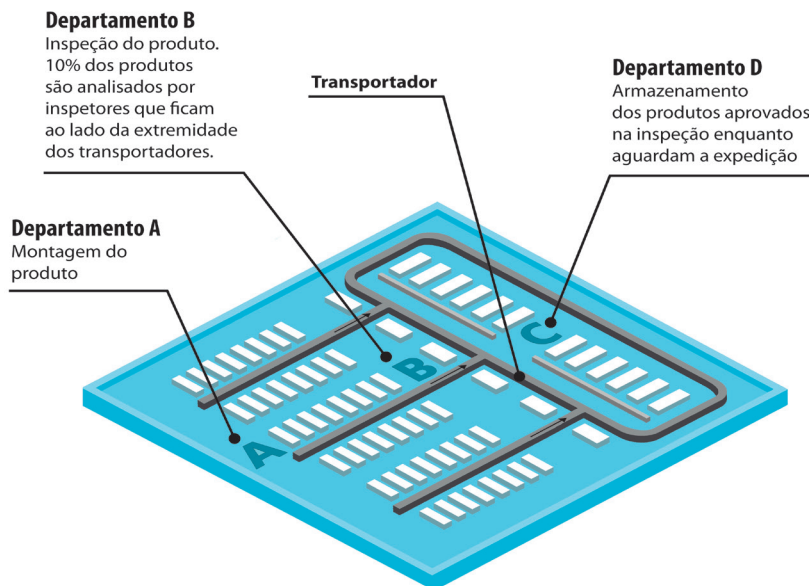 Departamento B
Inspeção do produto.
10% dos produtos
são analisados por
inspetores que ficam
ao lado da extremidade
dos transportadores.
Transportador
Departamento D
Armazenamento
dos produtos aprovados
na inspeção enquanto
aguardam a expedição
Departamento A
Montagem do
produto
C
B
A